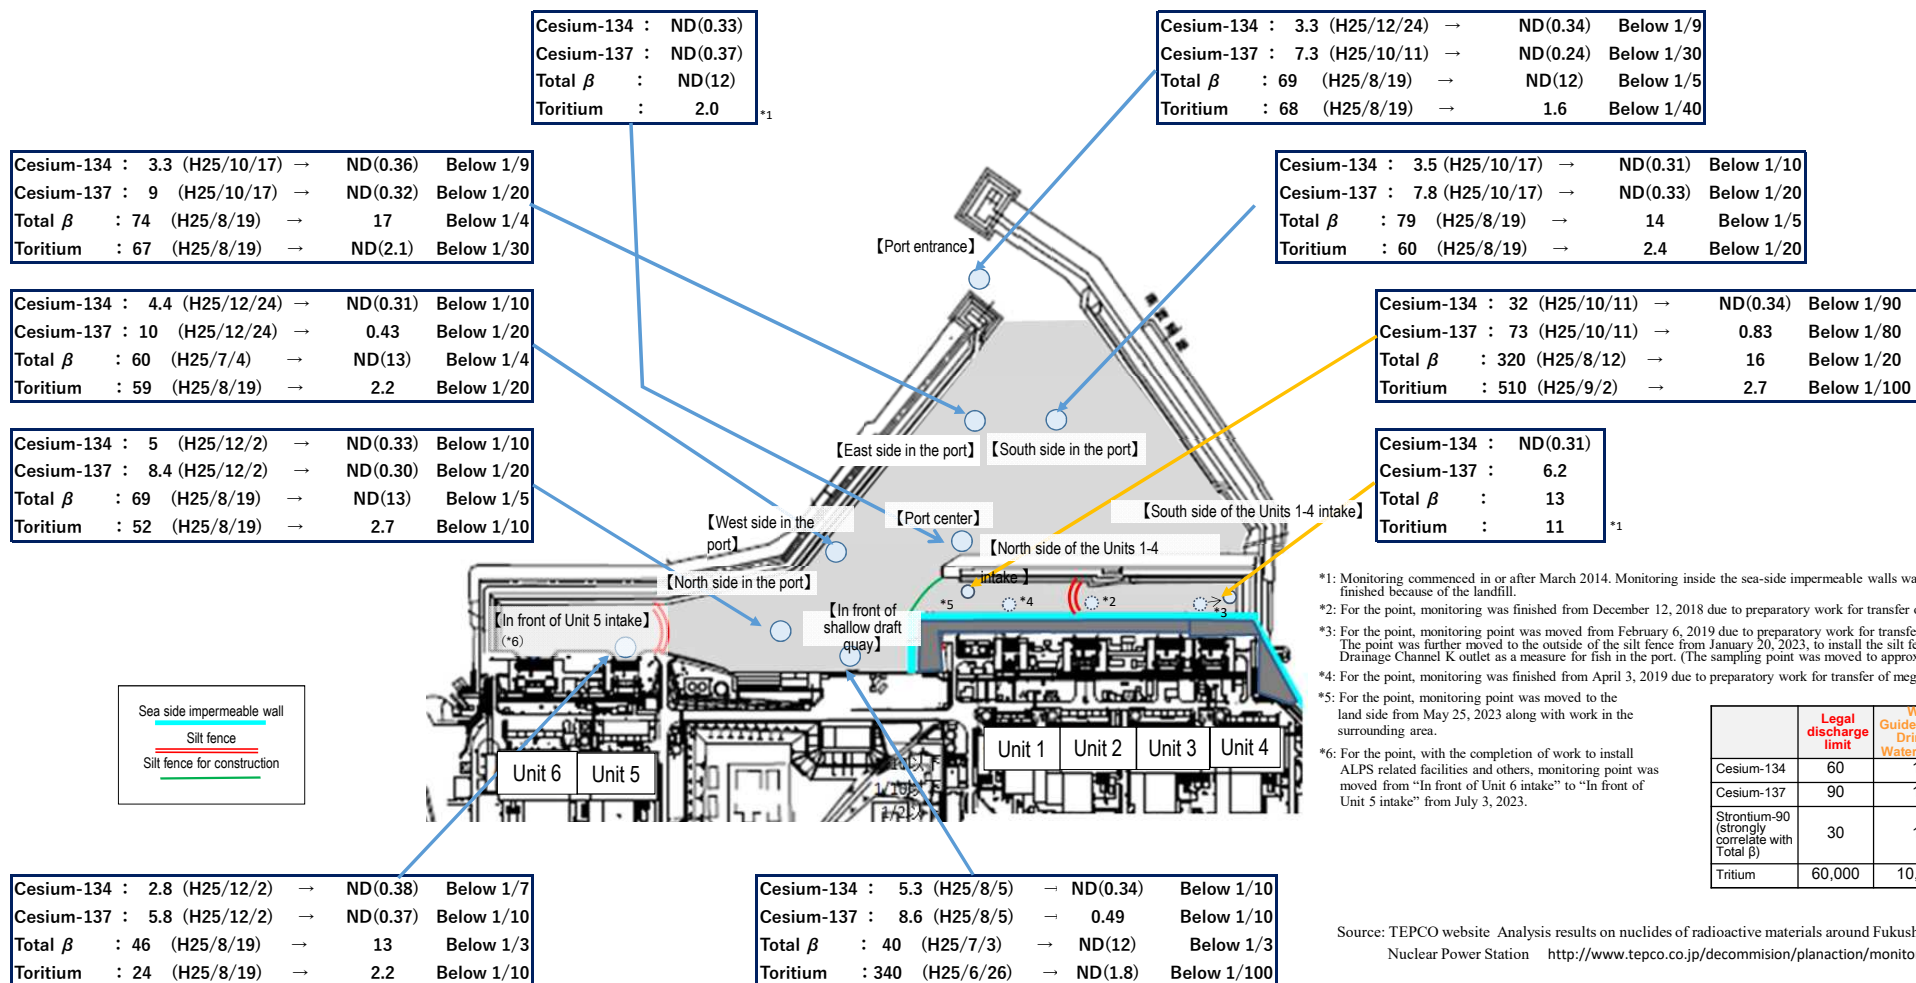 Cesium-134 : ND(0.33)
Cesium-137 : ND(0.37)
Total β : ND(12)
Toritium : 2.0 *1
Cesium-134 : 3.3 (H25/12/24) → ND(0.34) Below 1/9
Cesium-137 : 7.3 (H25/10/11) → ND(0.24) Below 1/30
Total β : 69 (H25/8/19) → ND(12) Below 1/5
Toritium : 68 (H25/8/19) → 1.6 Below 1/40
Cesium-134 : 3.3 (H25/10/17) → ND(0.36) Below 1/9
Cesium-137 : 9 (H25/10/17) → ND(0.32) Below 1/20
Total β : 74 (H25/8/19) → 17 Below 1/4
Toritium : 67 (H25/8/19) → ND(2.1) Below 1/30
Cesium-134 : 3.5 (H25/10/17) → ND(0.31) Below 1/10
Cesium-137 : 7.8 (H25/10/17) → ND(0.33) Below 1/20
Total β : 79 (H25/8/19) → 14 Below 1/5
Toritium : 60 (H25/8/19) → 2.4 Below 1/20
Cesium-134 : 4.4 (H25/12/24) → ND(0.31) Below 1/10
Cesium-137 : 10 (H25/12/24) → 0.43 Below 1/20
Total β : 60 (H25/7/4) → ND(13) Below 1/4
Toritium : 59 (H25/8/19) → 2.2 Below 1/20
Cesium-134 : 32 (H25/10/11) → ND(0.34) Below 1/90
Cesium-137 : 73 (H25/10/11) → 0.83 Below 1/80
Total β : 320 (H25/8/12) → 16 Below 1/20
Toritium : 510 (H25/9/2) → 2.7 Below 1/100
Cesium-134 : 5 (H25/12/2) → ND(0.33) Below 1/10
Cesium-137 : 8.4 (H25/12/2) → ND(0.30) Below 1/20
Total β : 69 (H25/8/19) → ND(13) Below 1/5
Toritium : 52 (H25/8/19) → 2.7 Below 1/10
Cesium-134 : ND(0.31)
Cesium-137 : 6.2
Total β : 13
Toritium : 11 *1
【Port entrance】
【East side in the port】
【South side in the port】
【West side in the
port】
【Port center】
【South side of the Units 1-4 intake】
【North side of the Units 1-4
intake】
【North side in the port】
【In front of Unit 5 intake】
(*6)
【In front of
shallow draft
quay】
*5
*4
*2
*3
Unit 6
Unit 5
Unit 1
Unit 2
Unit 3
Unit 4
Sea side impermeable wall
Silt fence
Silt fence for construction
*1: Monitoring commenced in or after March 2014. Monitoring inside the sea-side impermeable walls wa
finished because of the landfill.
*2: For the point, monitoring was finished from December 12, 2018 due to preparatory work for transfer
*3: For the point, monitoring point was moved from February 6, 2019 due to preparatory work for transfe
The point was further moved to the outside of the silt fence from January 20, 2023, to install the silt fe
Drainage Channel K outlet as a measure for fish in the port. (The sampling point was moved to approx
*4: For the point, monitoring was finished from April 3, 2019 due to preparatory work for transfer of meg
*5: For the point, monitoring point was moved to the
land side from May 25, 2023 along with work in the
surrounding area.
*6: For the point, with the completion of work to install
ALPS related facilities and others, monitoring point was
moved from “In front of Unit 6 intake” to “In front of
Unit 5 intake” from July 3, 2023.
Legal
discharge
limit
Cesium-134 60
Cesium-137 90
Strontium-90
(strongly
correlate with
Total β) 30
Tritium 60,000 10,
Cesium-134 : 2.8 (H25/12/2) → ND(0.38) Below 1/7
Cesium-137 : 5.8 (H25/12/2) → ND(0.37) Below 1/10
Total β : 46 (H25/8/19) → 13 Below 1/3
Toritium : 24 (H25/8/19) → 2.2 Below 1/10
Cesium-134 : 5.3 (H25/8/5) → ND(0.34) Below 1/10
Cesium-137 : 8.6 (H25/8/5) → 0.49 Below 1/10
Total β : 40 (H25/7/3) → ND(12) Below 1/3
Toritium : 340 (H25/6/26) → ND(1.8) Below 1/100
Source: TEPCO website Analysis results on nuclides of radioactive materials around Fukush
Nuclear Power Station http://www.tepco.co.jp/decommision/planaction/monito